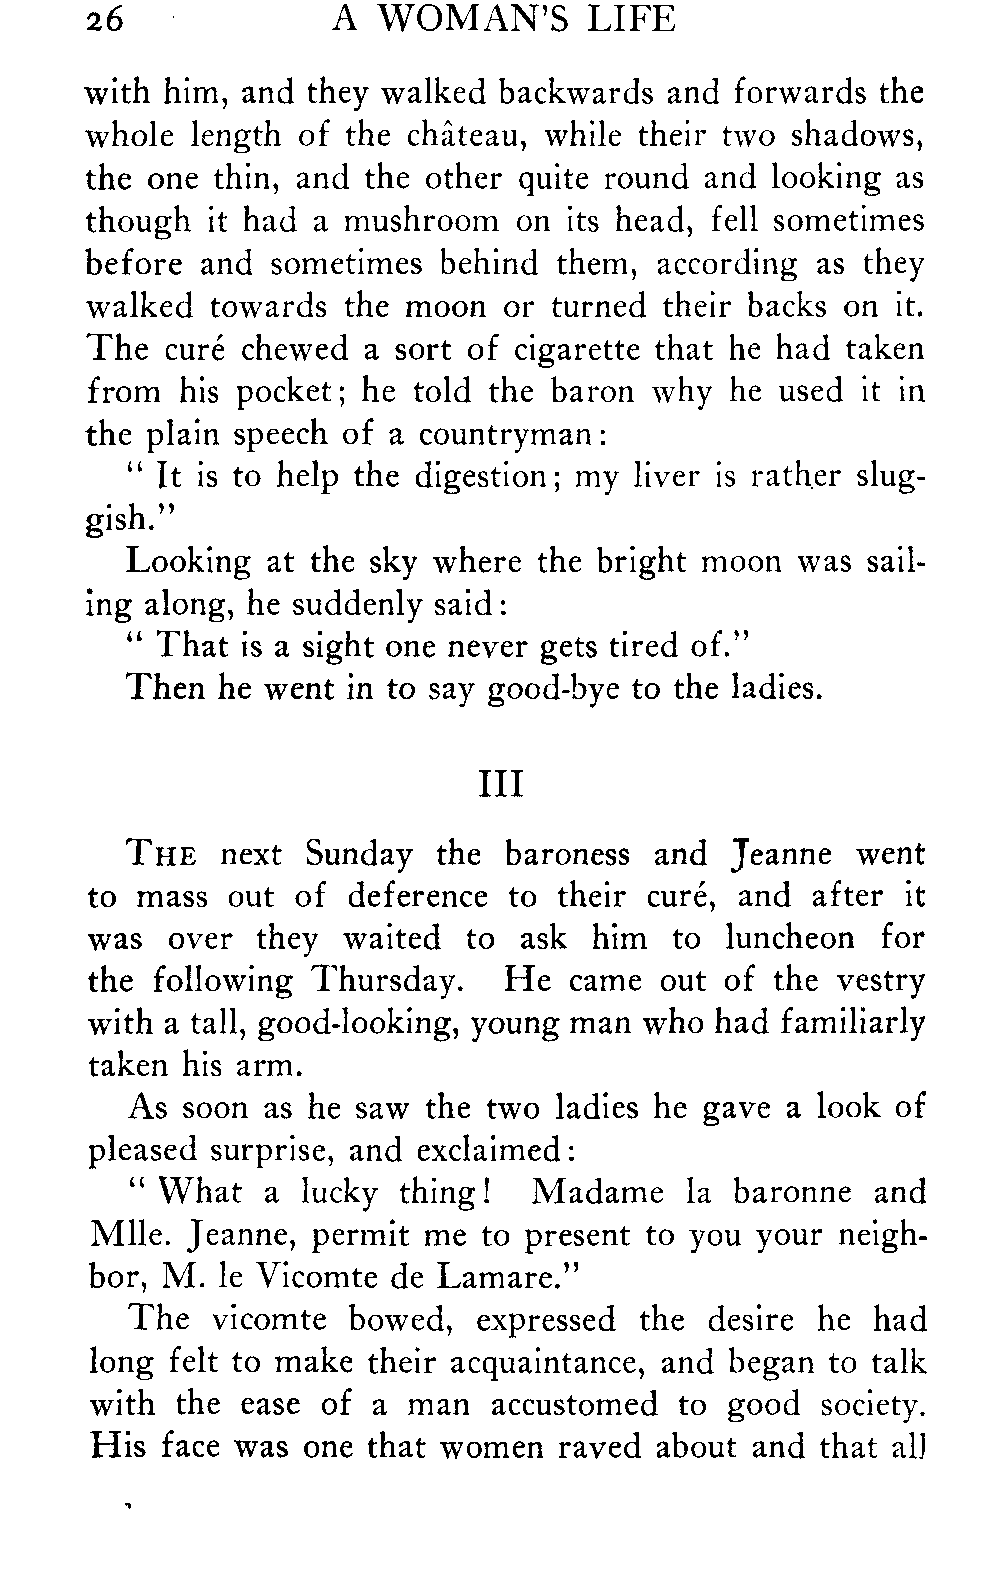 26 A WOMAN'S LIFE
with him, and they walked backwards and forwards the
whole length of the château, while their two shadows,
the one thin, and the other quite round and looking as
though it had a mushroom on its head, fell sometimes
before and sometimes behind them, according as they
walked towards the moon or turned their backs on it.
The curé chewed a sort of cigarette that he had taken
from his pocket; he told the baron why he used it in
the plain speech of a countryman:
" It is to help the digestion; my liver is rather slug-
gish."
Looking at the sky where the bright moon was sail-
ing along, he suddenly said:
" That is a sight one never gets tired of."
Then he went in to say good-bye to the ladies.
III
THE next Sunday the baroness and Jeanne went
to mass out of deference to their curé, and after it
was over they waited to ask him to luncheon for
the following Thursday. He came out of the vestry
with a tall, good-looking, young man who had familiarly
taken his arm.
As soon as he saw the two ladies he gave a look of
pleased surprise, and exclaimed:
" What a lucky thing! Madame la baronne and
Mlle. Jeanne, permit me to present to you your neigh-
bor, M. le Vicomte de Lamare."
The vicomte bowed, expressed the desire he had
long felt to make their acquaintance, and began to talk
with the ease of a man accustomed to good society.
His face was one that women raved about and that all